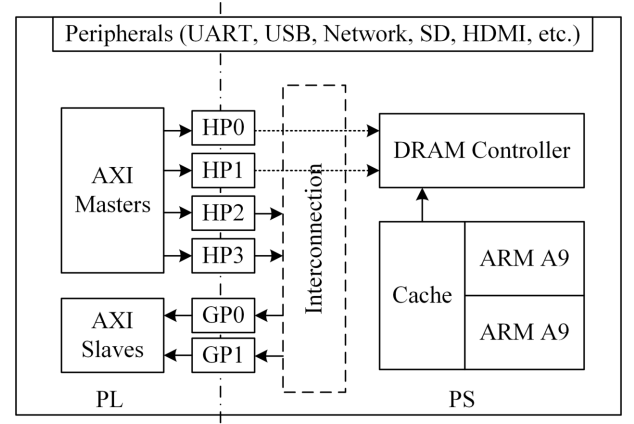 Peripherals (UART, USB, Network, SD, HDMI, etc.)
AXI
Masters
HP0
HP1
HP2
HP3
Interconnection
DRAM Controller
Cache
ARM A9
ARM A9
AXI
Slaves
GP0
GP1
PL
PS